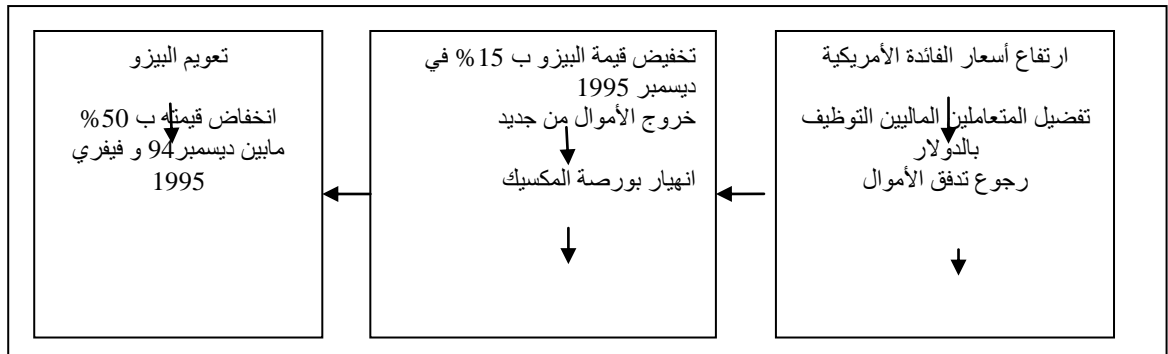 ارتفاع أسعار الفائدة الأمريكية
تفضيل المتعاملين الماليين التوظيف
بالدولار
رجوع تدفق الأموال
تخفيض قيمة البيزو ب 15% في
ديسمبر 1995
خروج الأموال من جديد
انهيار بورصة المكسيك
تعويم البيزو
انخفاض قيمته ب 50%
مابين ديسمبر94 و فيفري
1995